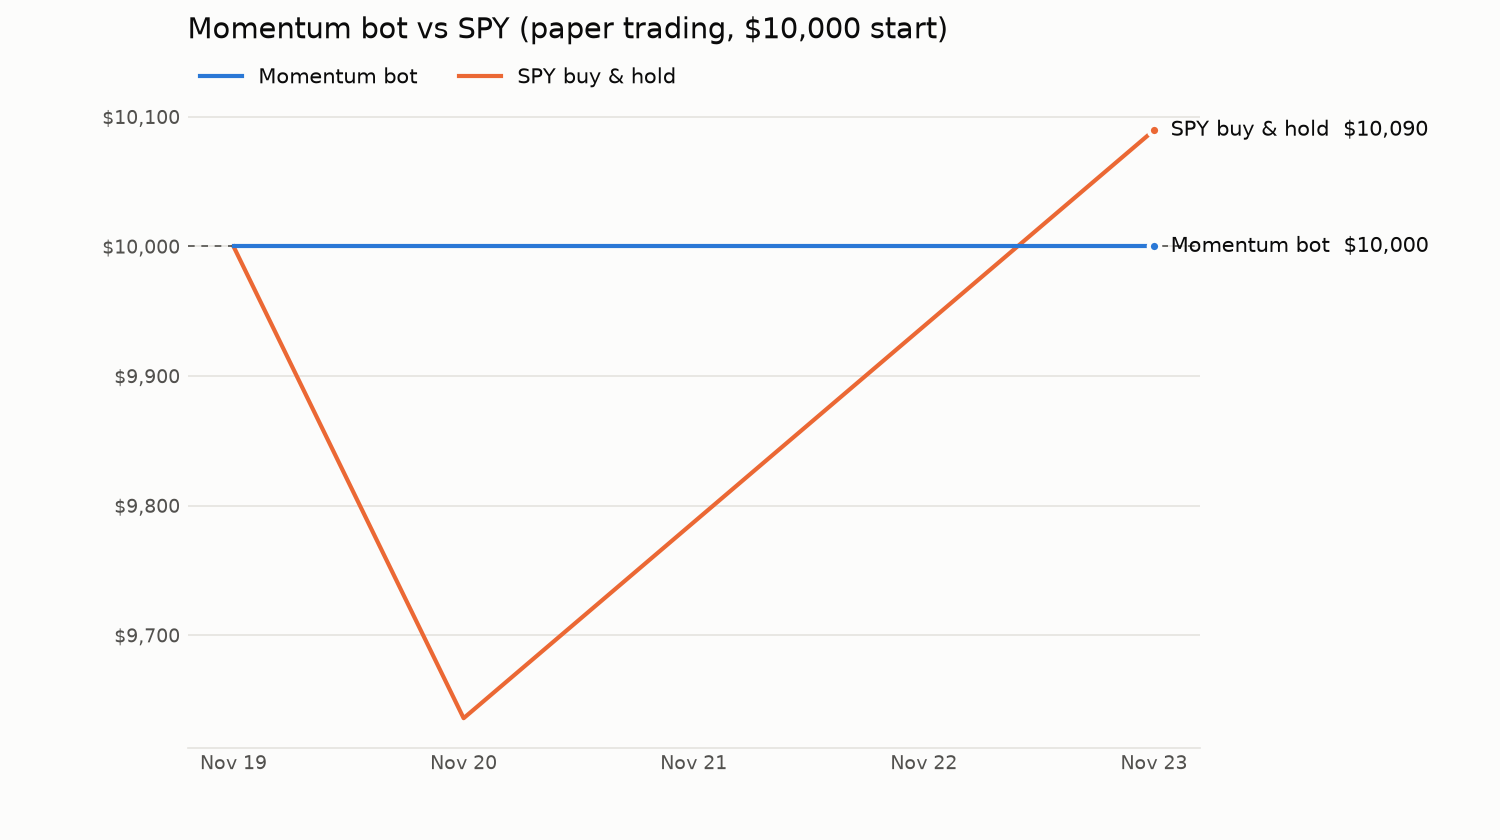 Momentum bot vs SPY (paper trading, $10,000 start)
Momentum bot SPY buy & hold
$10,100
SPY buy & hold $10,090
$10,000
Momentum bot $10,000
$9,900
$9,800
$9,700
Nov 19 Nov 20 Nov 21 Nov 22 Nov 23